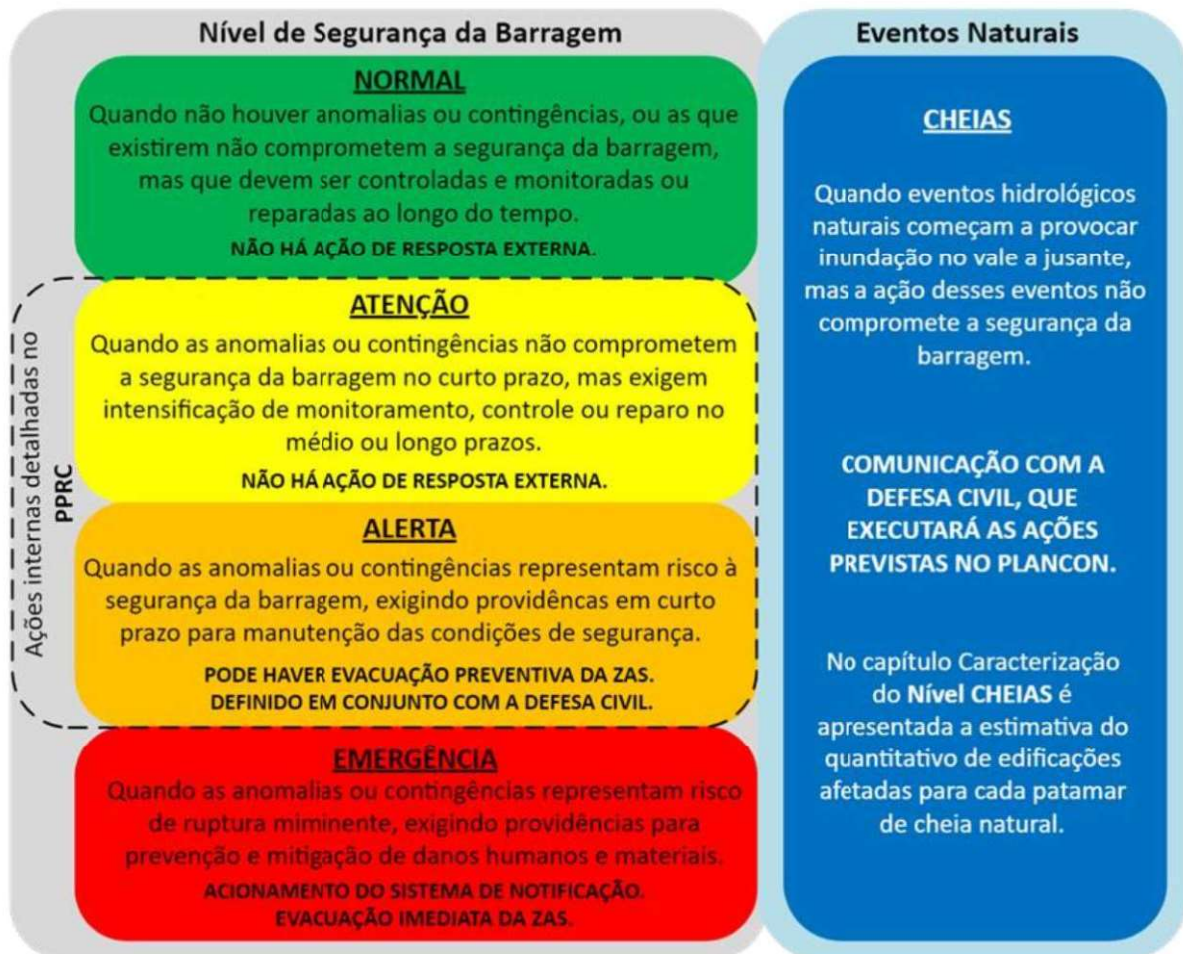 Nível de Segurança da Barragem
NORMAL
Quando não houver anomalias ou contingências, ou as que
existirem não comprometem a segurança da barragem,
mas que devem ser controladas e monitoradas ou
reparadas ao longo do tempo.
NÃO HÁ AÇÃO DE RESPOSTA EXTERNA.
Ações internas detalhadas no
PPRC
ATENÇÃO
Quando as anomalias ou contingências não comprometem
a segurança da barragem no curto prazo, mas exigem
intensificação de monitoramento, controle ou reparo no
médio ou longo prazos.
NÃO HÁ AÇÃO DE RESPOSTA EXTERNA.
ALERTA
Quando as anomalias ou contingências representam risco à
segurança da barragem, exigindo providêncas em curto
prazo para manutenção das condições de segurança.
PODE HAVER EVACUAÇÃO PREVENTIVA DA ZAS.
DEFINIDO EM CONJUNTO COM A DEFESA CIVIL.
EMERGÊNCIA
Quando as anomalias ou contingências representam risco
de ruptura miminente, exigindo providências para
prevenção e mitigação de danos humanos e materiais.
ACIONAMENTO DO SISTEMA DE NOTIFICAÇÃO.
EVACUAÇÃO IMEDIATA DA ZAS.
Eventos Naturais
CHEIAS
Quando eventos hidrológicos
naturais começam a provocar
inundação no vale a jusante,
mas a ação desses eventos não
compromete a segurança da
barragem.
COMUNICAÇÃO COM A
DEFESA CIVIL, QUE
EXECUTARÁ AS AÇÕES
PREVISTAS NO PLANCON.
No capítulo Caracterização
do Nível CHEIAS é
apresentada a estimativa do
quantitativo de edificações
afetadas para cada patamar
de cheia natural.